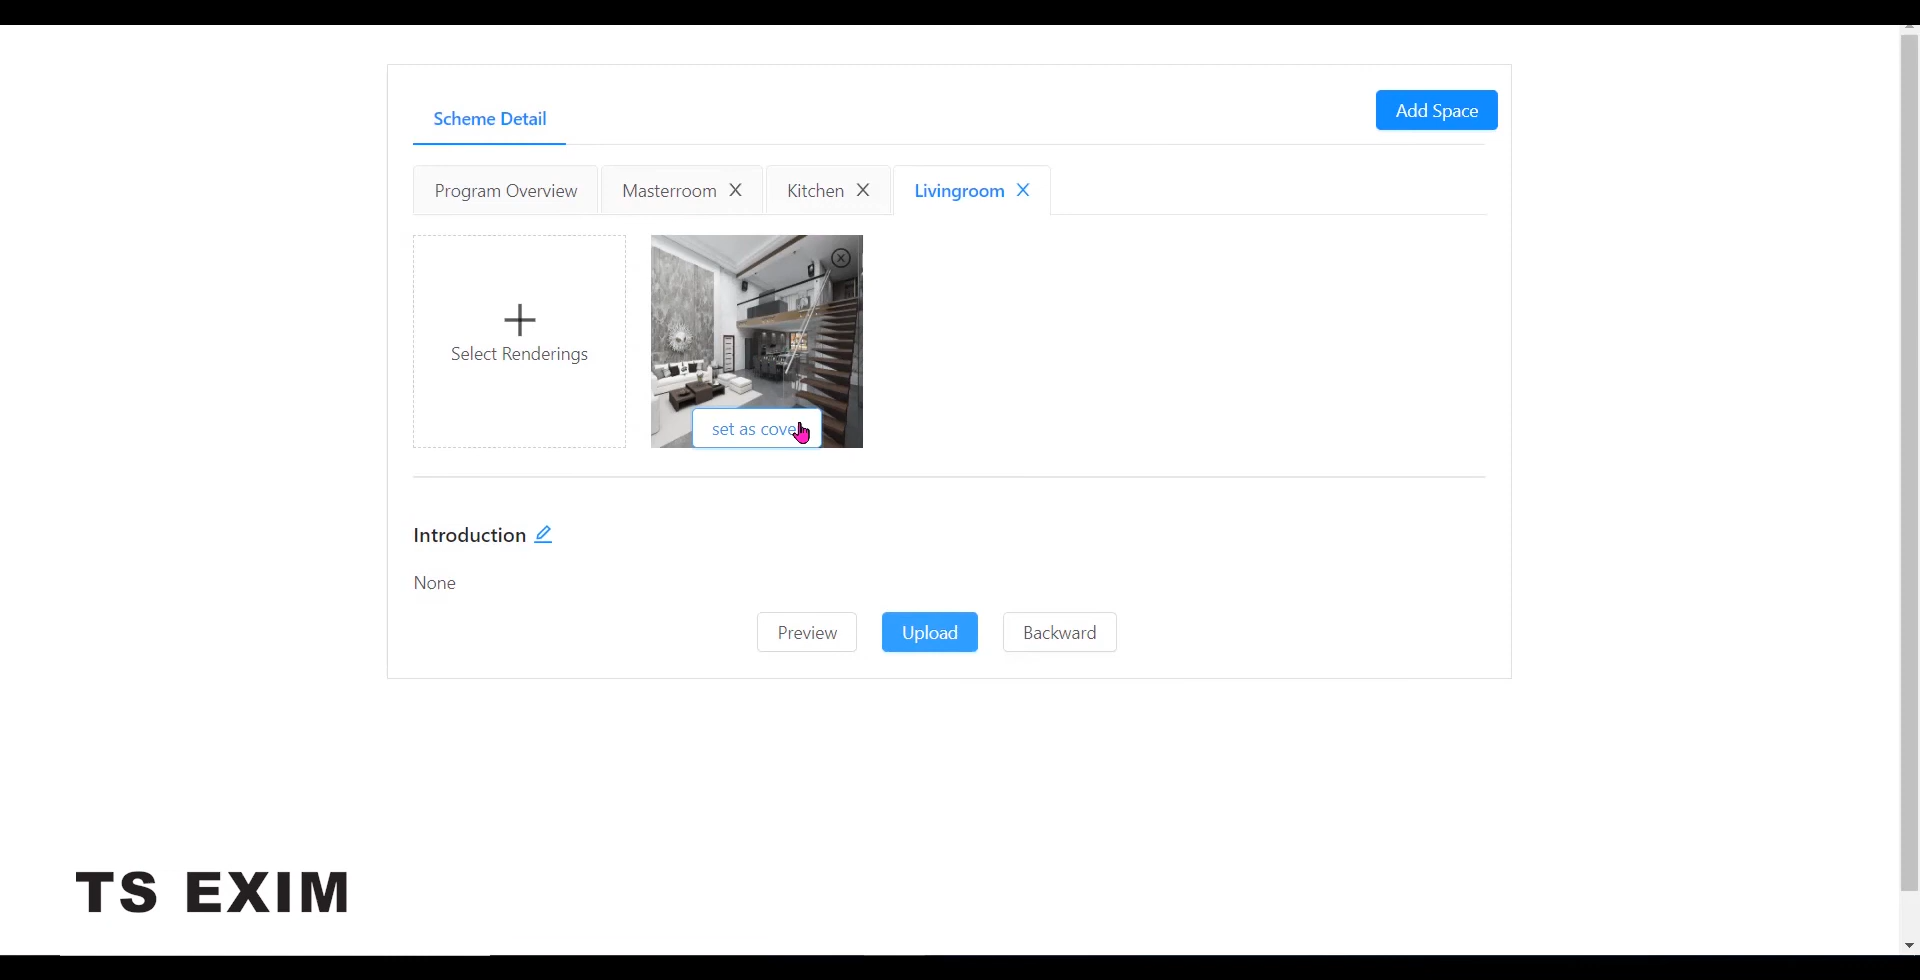 Scheme Detail
Add Space
Program Overview
Masterroom
Kitchen
Livingroom
Select Renderings
set as cove
Introduction
None
Preview
Upload
Backward
TS EXIM